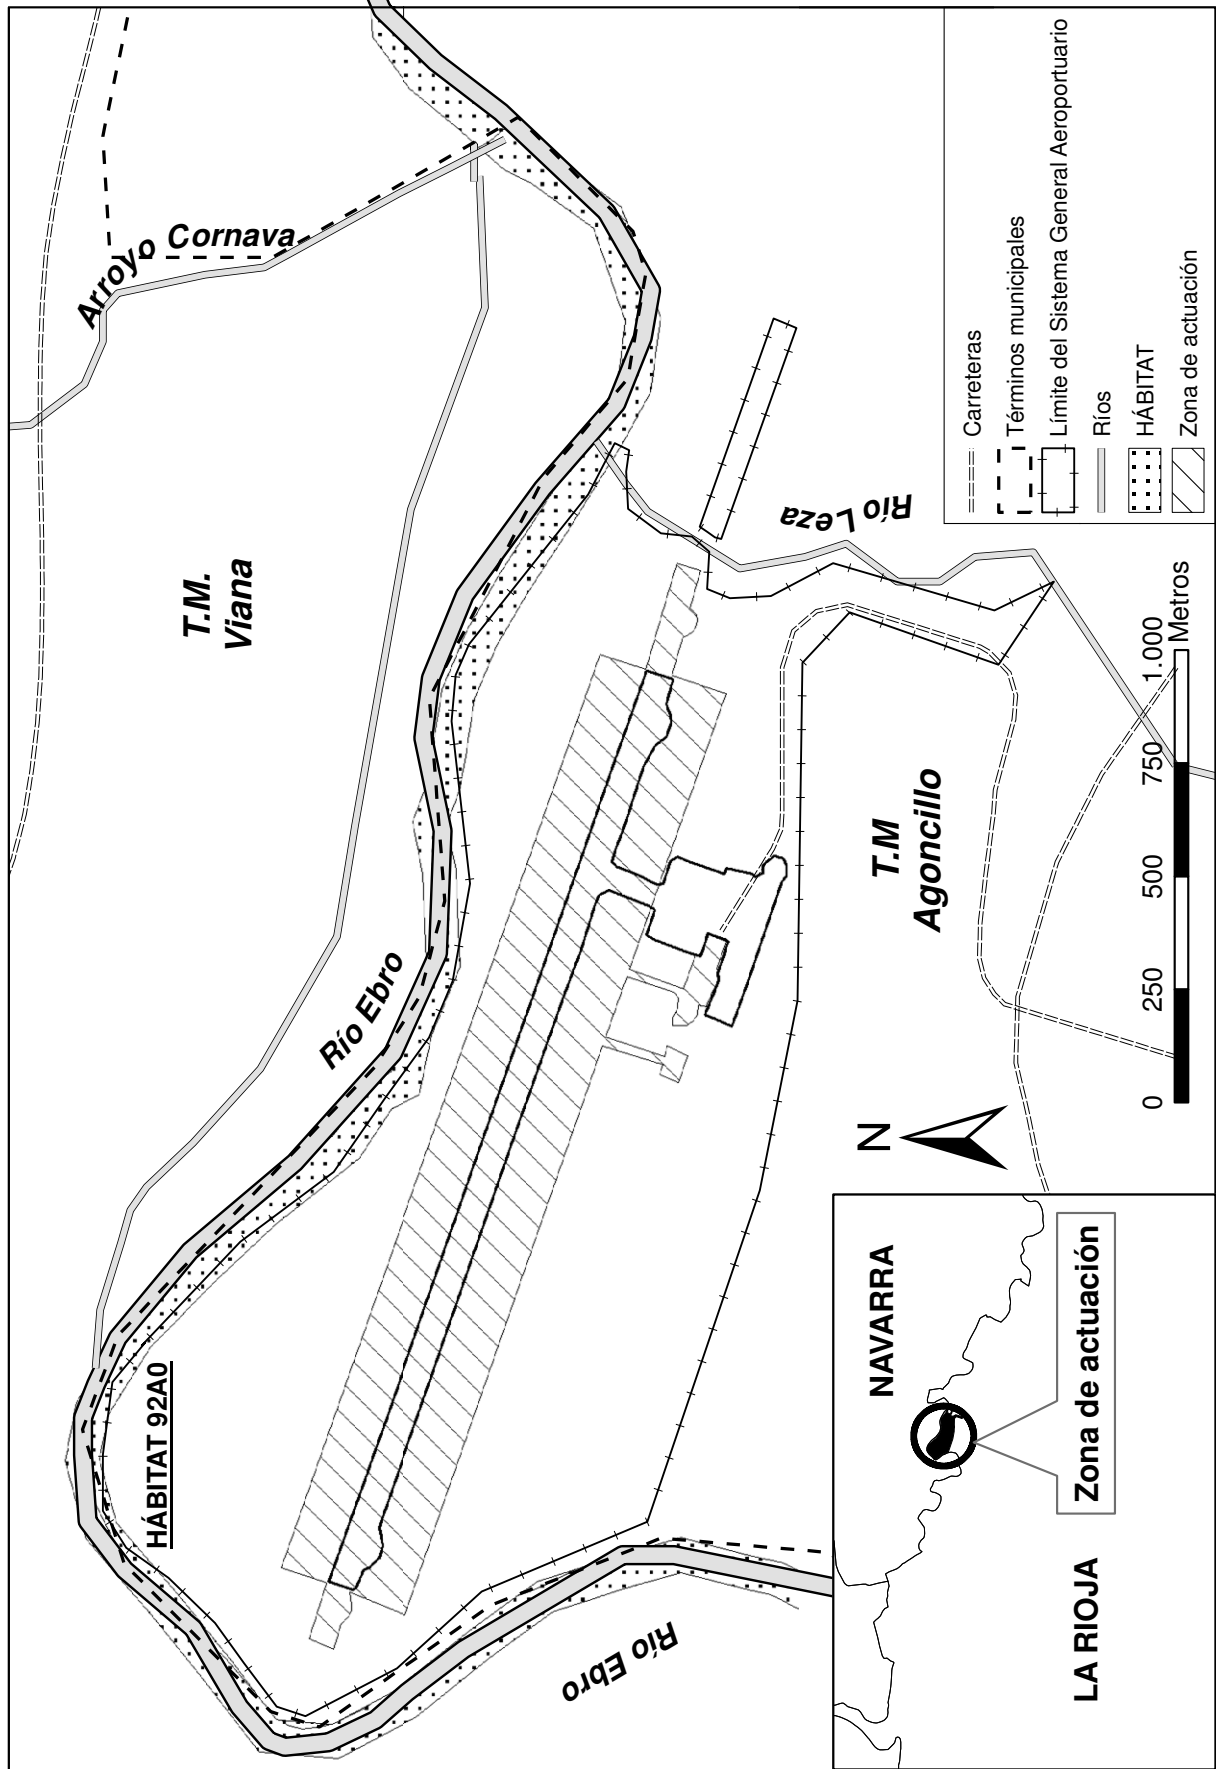 Arroyo Cornava
T.M.
Viana
Río Ebro
HÁBITAT 92A0
Río Leza
T.M
Agoncillo
Río Ebro
Carreteras
Términos municipales
Límite del Sistema General Aeroportuario
Ríos
HÁBITAT
Zona de actuación
N
0 250 500 750 1.000
Metros
NAVARRA
LA RIOJA
Zona de actuación